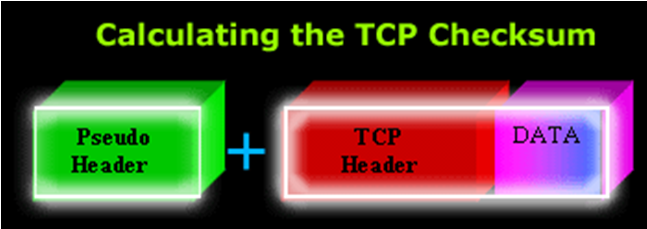 Calculating the TCP Checksum
Pseudo
Header
+
TCP
Header
DATA